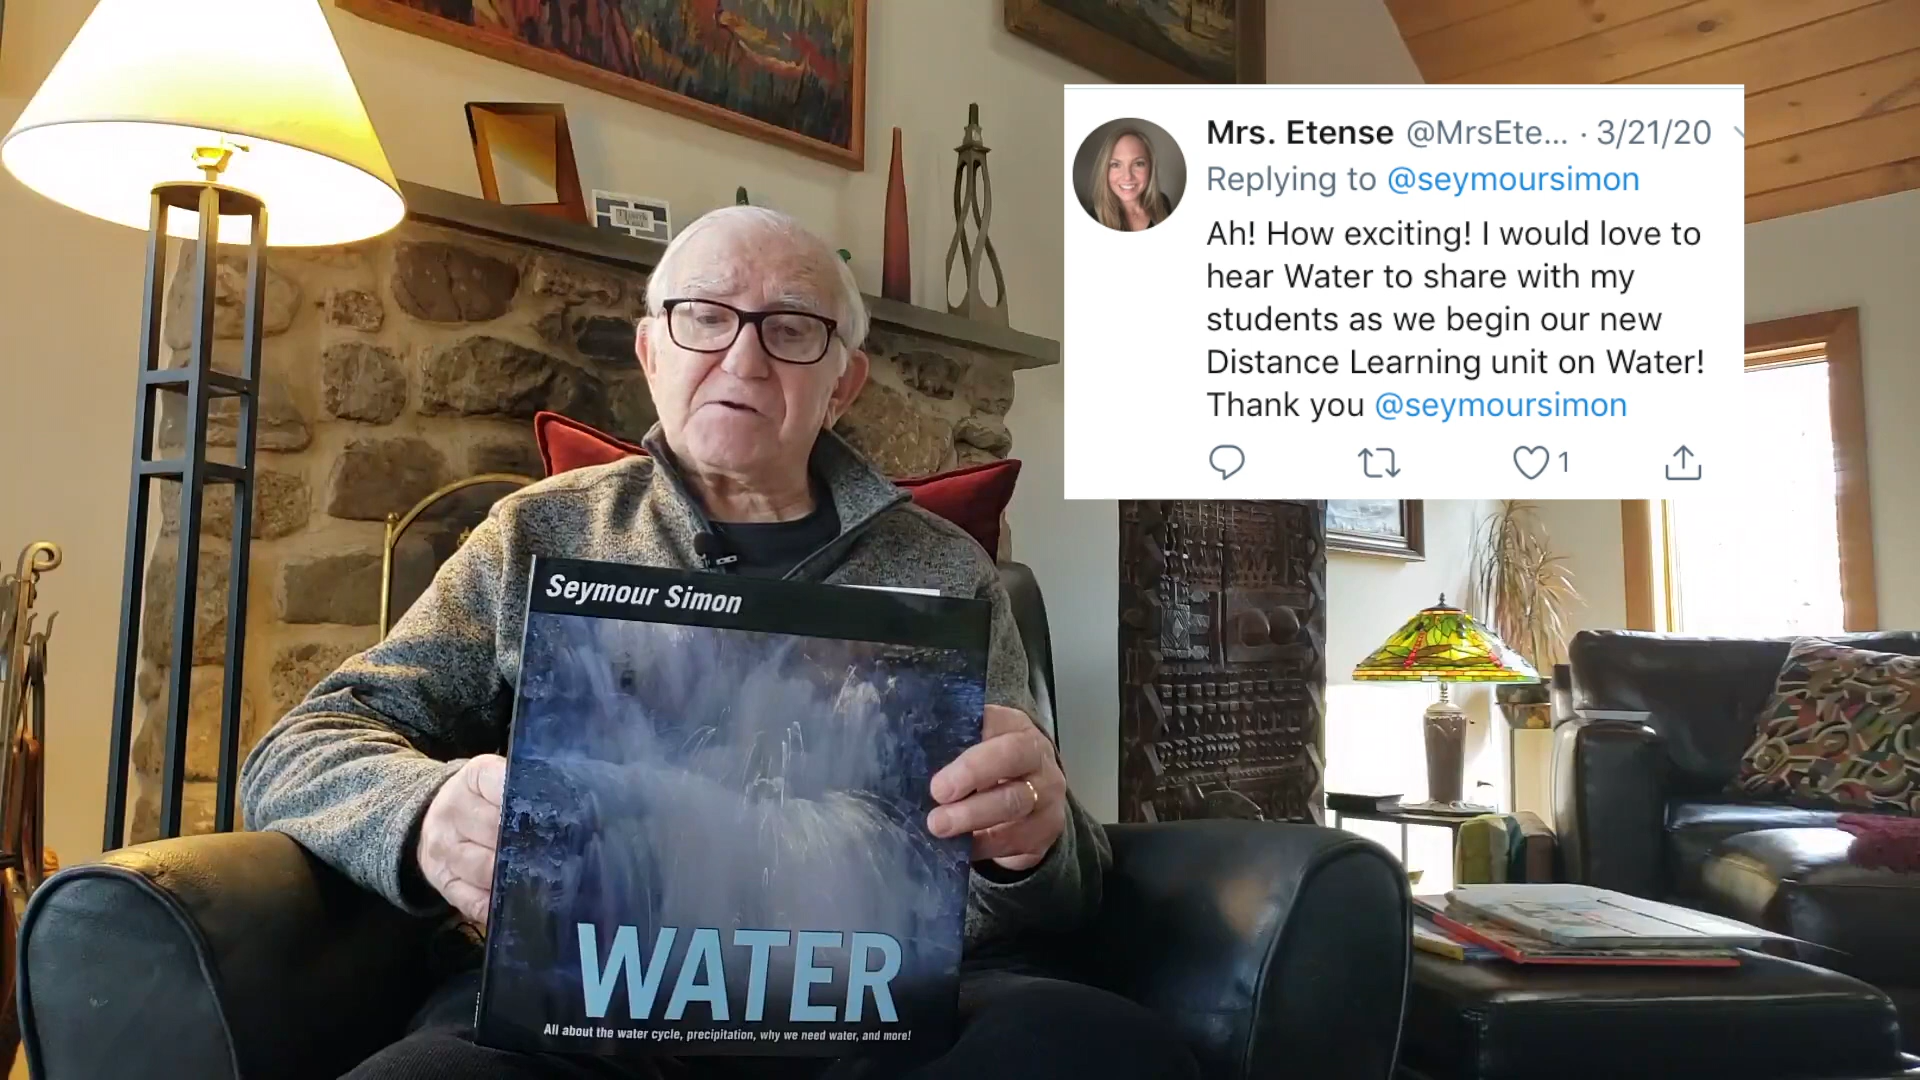 Mrs. Etense @MrsEte... · 3/21/20
Replying to @seymoursimon
Ah! How exciting! I would love to
hear Water to share with my
students as we begin our new
Distance Learning unit on Water!
Thank you @seymoursimon
1
Seymour Simon
WATER
All about the water cycle, precipitation, why we need water, and more!